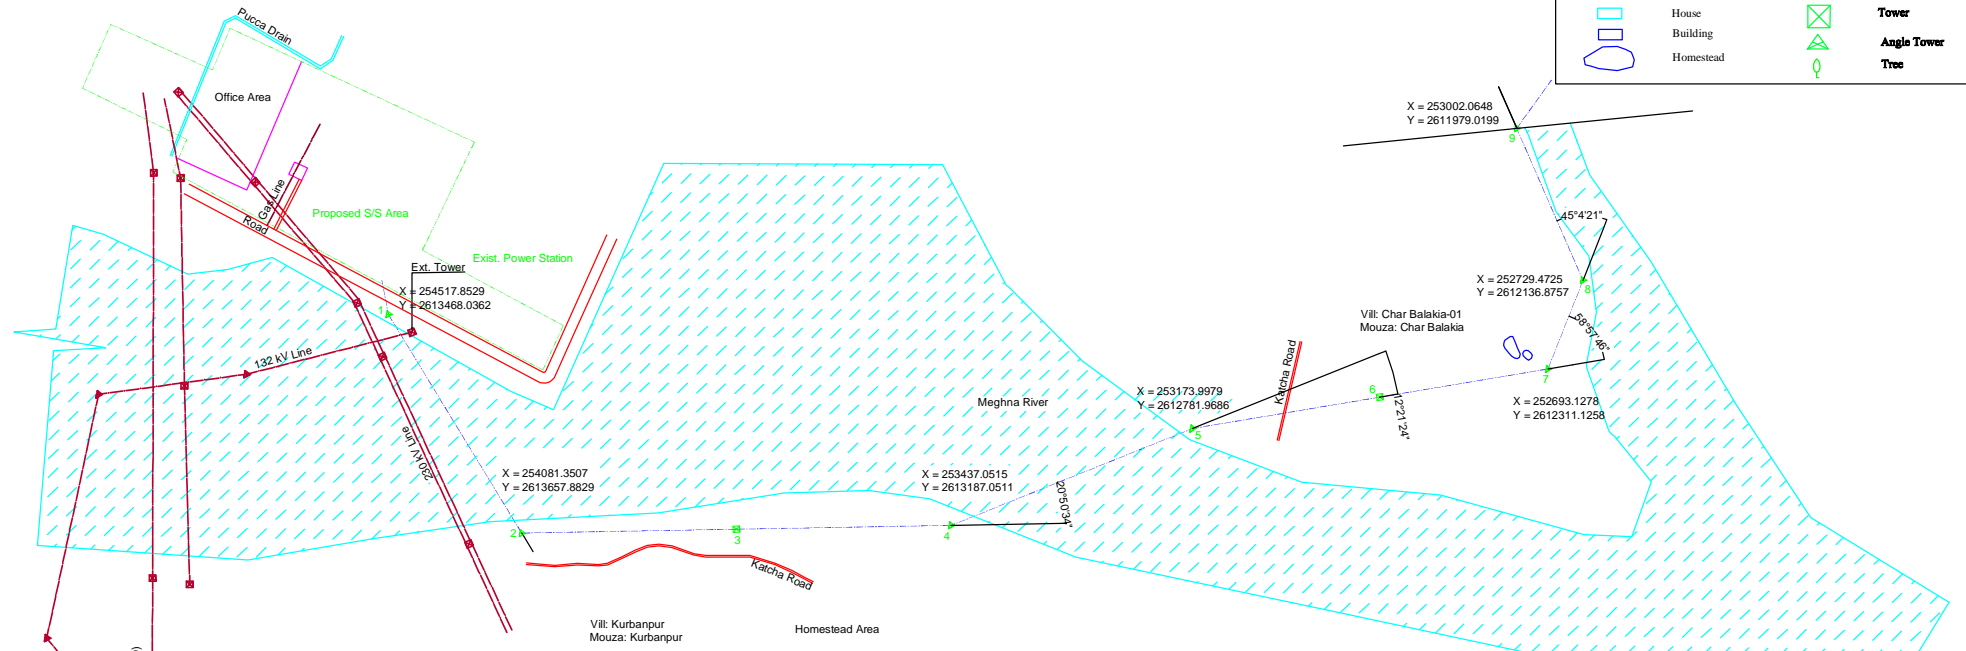 House
Tower
Building
Angle Tower
Homestead
Tree
Pucca Drain
Office Area
Gas Line
Road
Proposed S/S Area
Exist. Power Station
Ext. Tower
X = 254517.8529
Y = 2613468.0362
1
132 kV Line
230 kV Line
X = 254081.3507
Y = 2613657.8829
2
3
Katcha Road
Vill: Kurbanpur
Mouza: Kurbanpur
Homestead Area
X = 253437.0515
Y = 2613187.0511
4
20°50'34"
Meghna River
X = 253173.9979
Y = 2612781.9686
5
Katcha Road
Vill: Char Balakia-01
Mouza: Char Balakia
6
12°21'24"
X = 252693.1278
Y = 2612311.1258
7
58°57'46"
X = 252729.4725
Y = 2612136.8757
8
45°4'21"
X = 253002.0648
Y = 2611979.0199
9